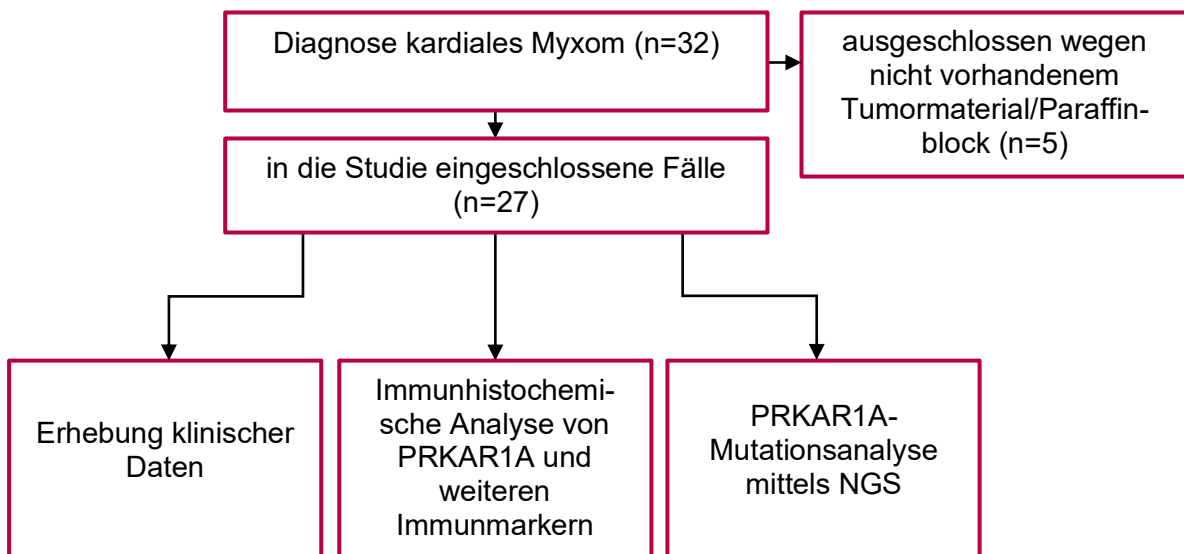 Diagnose kardiales Myxom (n=32)
ausgeschlossen wegen
nicht vorhandenem
Tumormaterial/Paraffin-
block (n=5)
in die Studie eingeschlossene Fälle
(n=27)
Erhebung klinischer
Daten
Immunhistochemi-
sche Analyse von
PRKAR1A und
weiteren
Immunmarkern
PRKAR1A-
Mutationsanalyse
mittels NGS